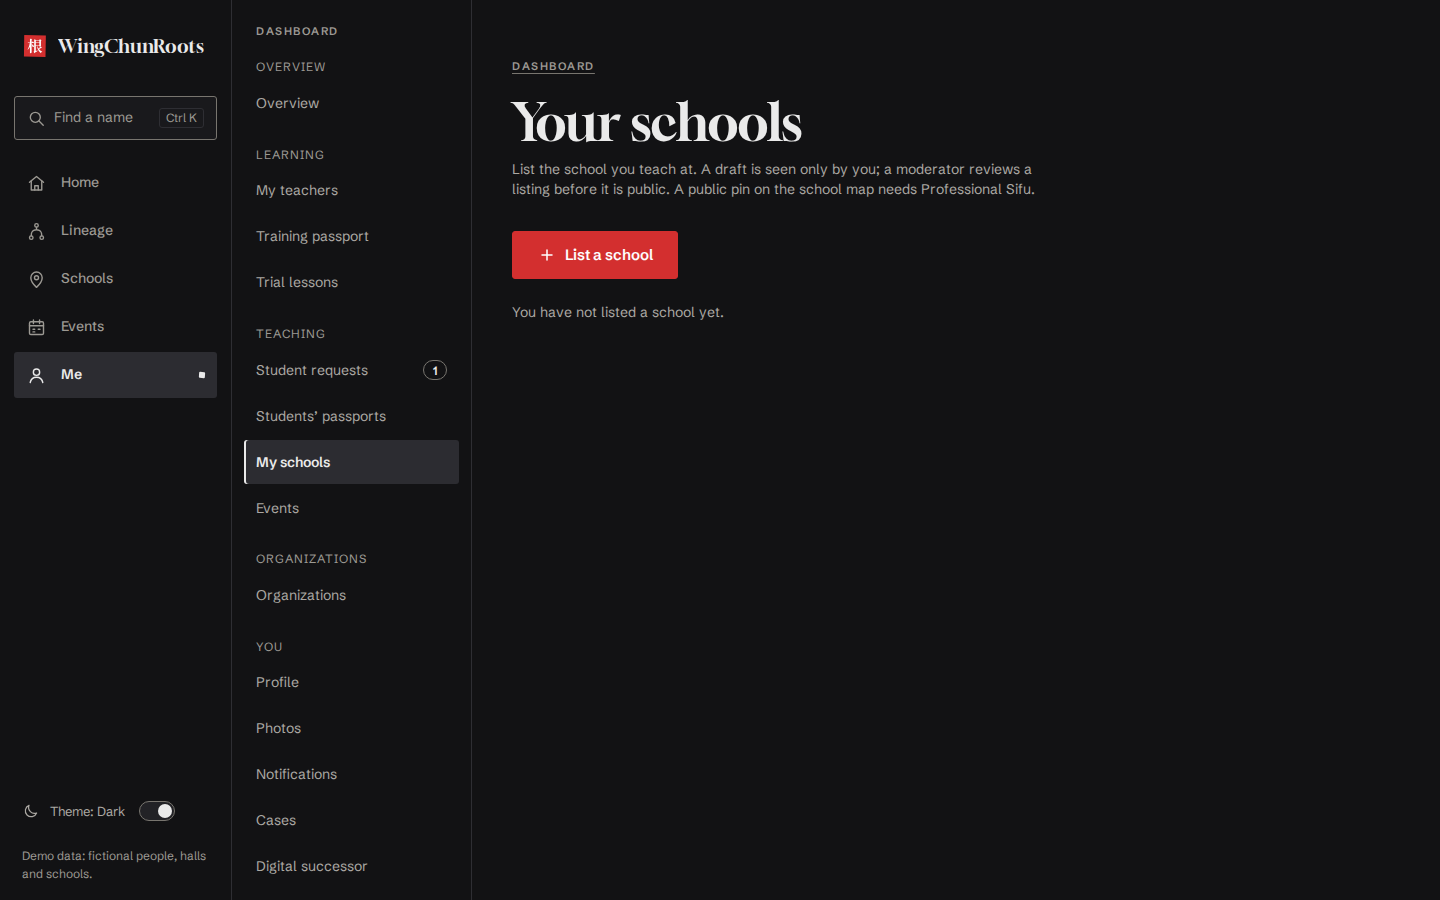 根 WingChunRoots
Find a name Ctrl K
Home
Lineage
Schools
Events
Me
Theme: Dark
Demo data: fictional people, halls
and schools.
DASHBOARD
OVERVIEW
Overview
LEARNING
My teachers
Training passport
Trial lessons
TEACHING
Student requests 1
Students’ passports
My schools
Events
ORGANIZATIONS
Organizations
YOU
Profile
Photos
Notifications
Cases
Digital successor
DASHBOARD
Your schools
List the school you teach at. A draft is seen only by you; a moderator reviews a
listing before it is public. A public pin on the school map needs Professional Sifu.
List a school
You have not listed a school yet.